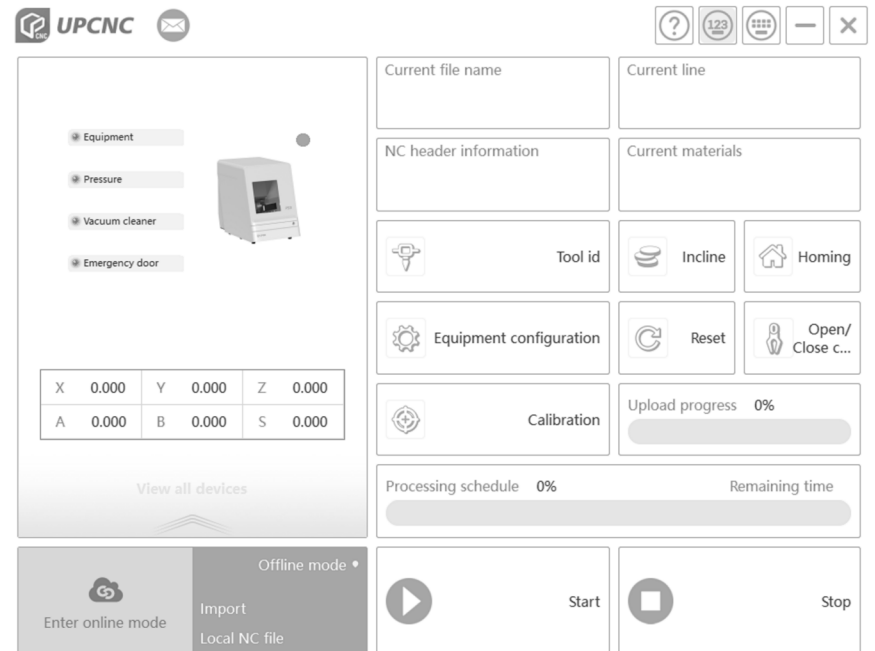 UPCNC
CNC
123
Equipment
Pressure
Vacuum cleaner
Emergency door
X 0.000 Y 0.000 Z 0.000
A 0.000 B 0.000 S 0.000
View all devices
Enter online mode
Offline mode
Import
Local NC file
Current file name
Current line
NC header information
Current materials
Tool id
Incline
Homing
Equipment configuration
Reset
Open/
Close c...
Calibration
Upload progress 0%
Processing schedule 0% Remaining time
Start
Stop